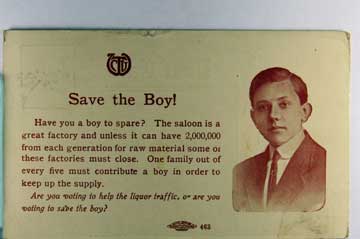 Save the Boy!
Have you a boy to spare? The saloon is a
great factory and unless it can have 2,000,000
from each generation for raw material some of
these factories must close. One family out of
every five must contribute a boy in order to
keep up the supply.
Are you voting to help the liquor traffic, or are you
voting to save the boy?
463